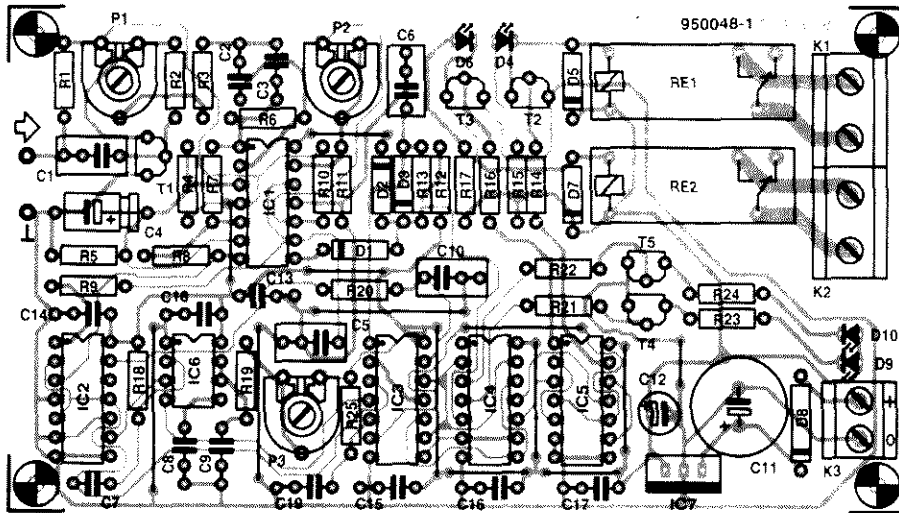 P1
P2
C6
950048-1
K1
R1
R2
R3
C2
C3
D6
D4
D5
RE1
R6
T3
T2
C1
T1
R4
R7
IC1
R10
R11
D2
D3
R13
R12
R17
R16
R15
R14
D7
RE2
C4
+
R5
R8
D1
C10
T5
R22
K2
R9
C13
R20
R24
C14
C18
C5
R21
R23
T4
D10
IC2
R18
IC6
R19
R25
IC3
IC4
IC5
C12
D9
+
D8
+
0
P3
C8
C9
C11
K3
C7
C19
C15
C16
C17
IC7